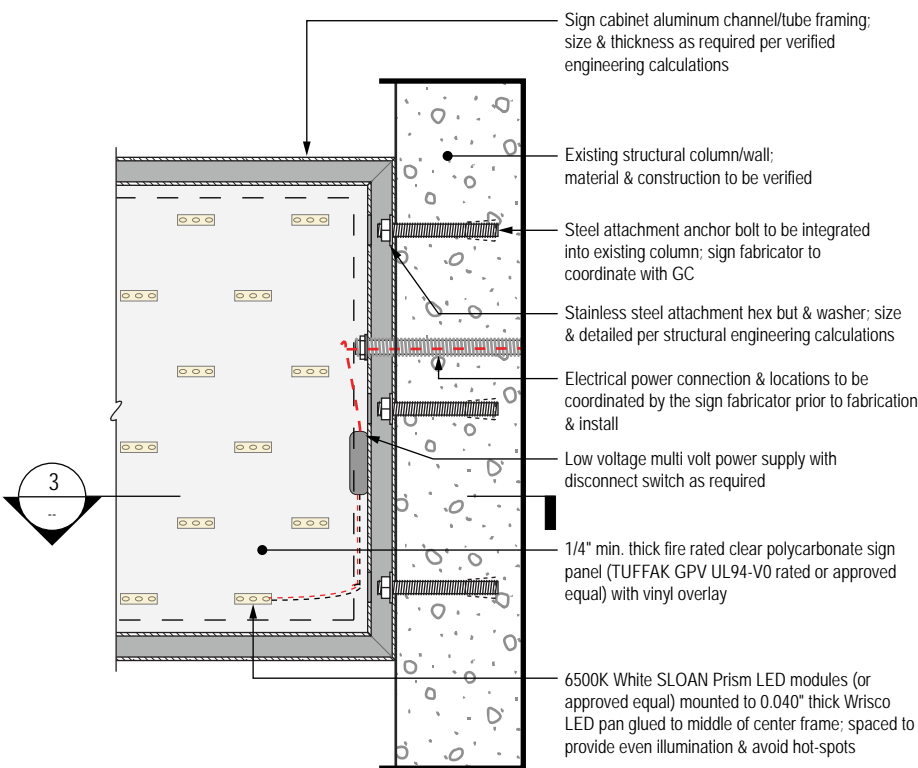 Sign cabinet aluminum channel/tube framing;
size & thickness as required per verified
engineering calculations
Existing structural column/wall;
material & construction to be verified
Steel attachment anchor bolt to be integrated
into existing column; sign fabricator to
coordinate with GC
Stainless steel attachment hex but & washer; size
& detailed per structural engineering calculations
Electrical power connection & locations to be
coordinated by the sign fabricator prior to fabrication
& install
Low voltage multi volt power supply with
disconnect switch as required
3
--
1/4" min. thick fire rated clear polycarbonate sign
panel (TUFFAK GPV UL94-V0 rated or approved
equal) with vinyl overlay
6500K White SLOAN Prism LED modules (or
approved equal) mounted to 0.040" thick Wrisco
LED pan glued to middle of center frame; spaced to
provide even illumination & avoid hot-spots